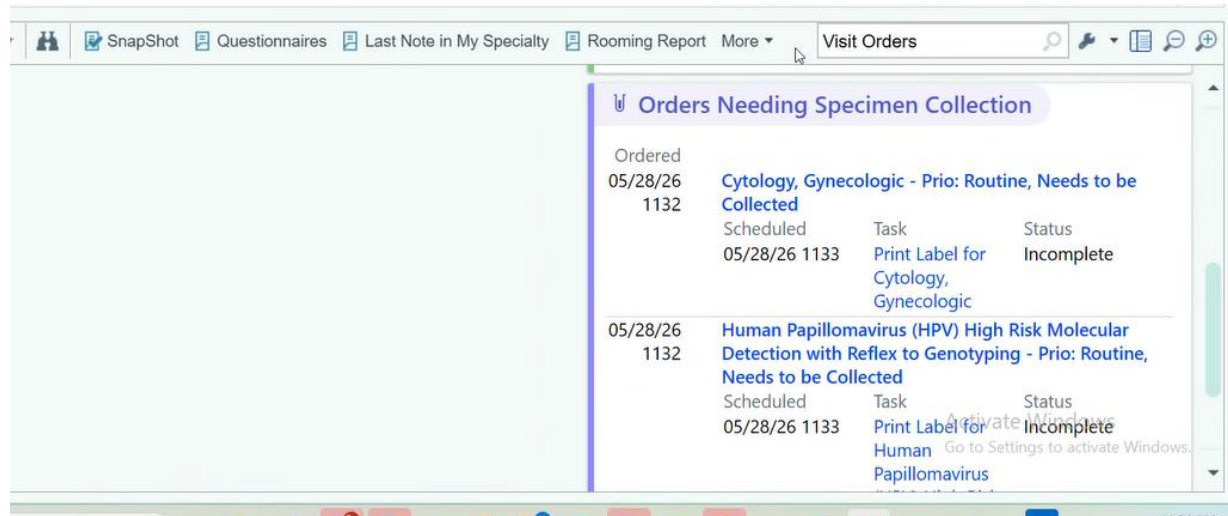 SnapShot Questionnaires Last Note in My Specialty Rooming Report More Visit Orders
Orders Needing Specimen Collection
Ordered
05/28/26 Cytology, Gynecologic - Prio: Routine, Needs to be
1132 Collected
Scheduled Task Status
05/28/26 1133 Print Label for Incomplete
Cytology,
Gynecologic
05/28/26 Human Papillomavirus (HPV) High Risk Molecular
1132 Detection with Reflex to Genotyping - Prio: Routine,
Needs to be Collected
Scheduled Task Status
05/28/26 1133 Print Label for Incomplete
Human
Papillomavirus
Activate Windows
Go to Settings to activate Windows.